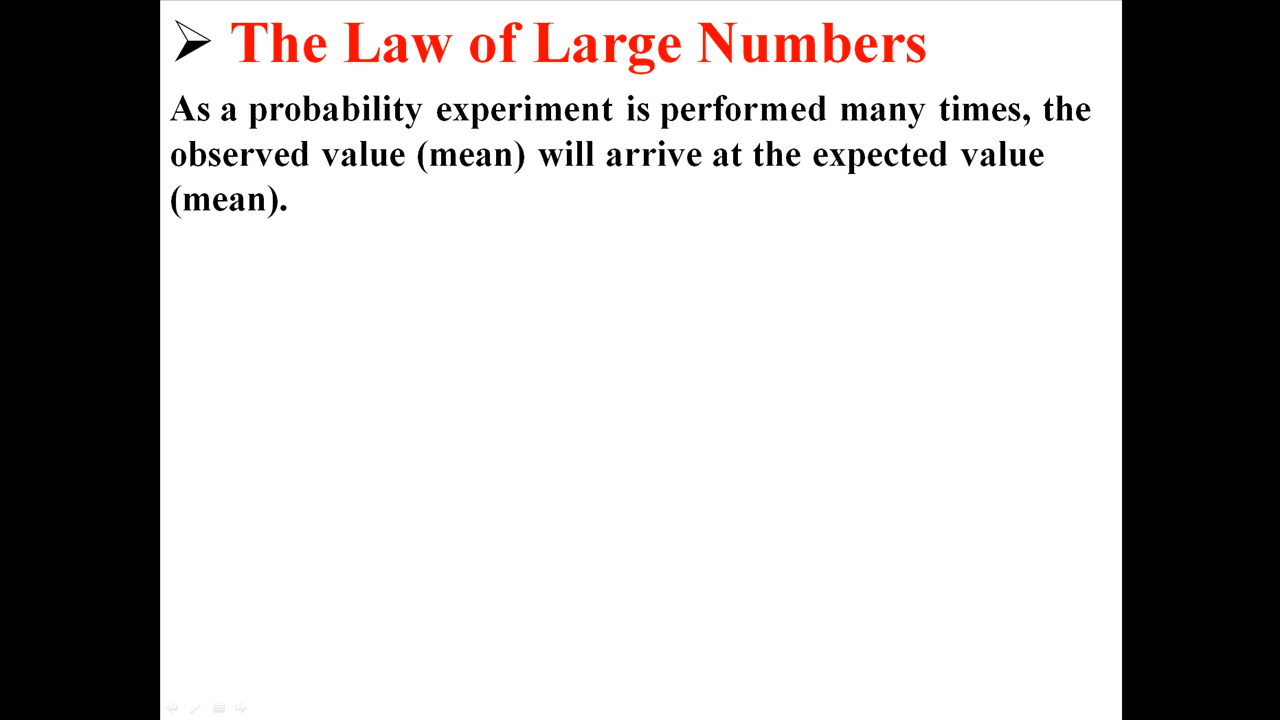 The Law of Large Numbers
As a probability experiment is performed many times, the
observed value (mean) will arrive at the expected value
(mean).